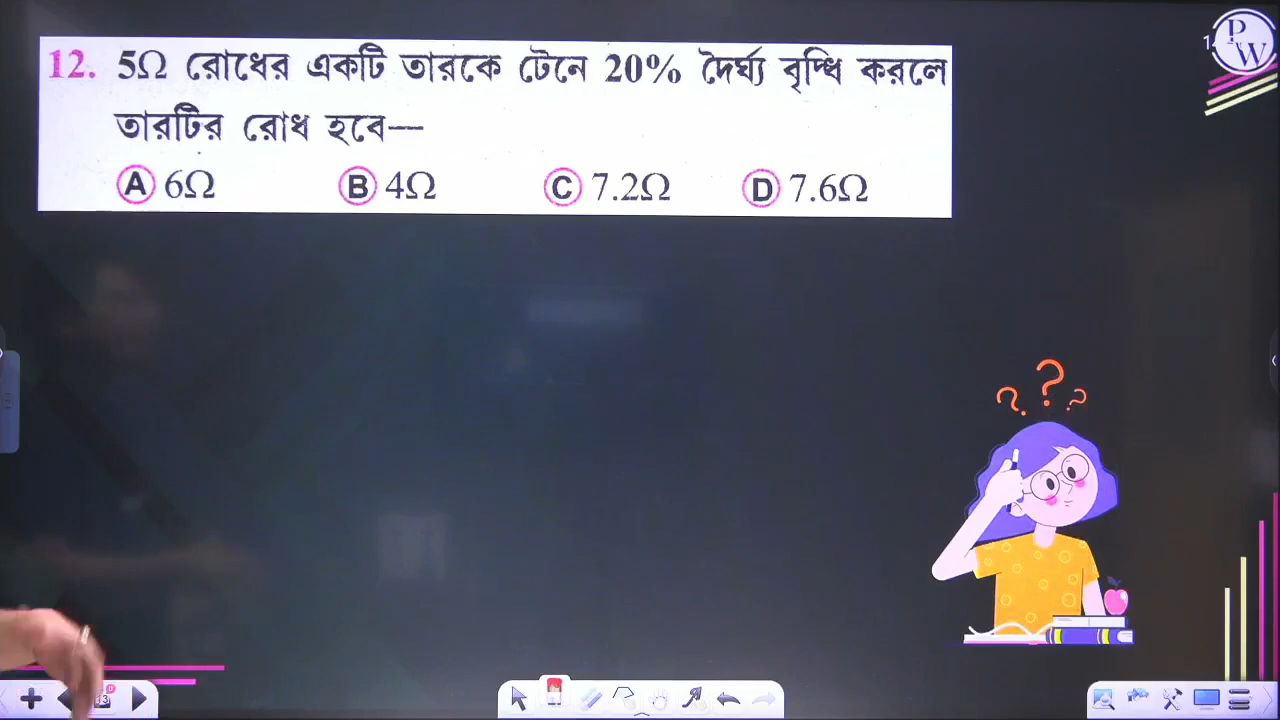 12. 5Ω রোধের একটি তারকে টেনে 20% দৈর্ঘ্য বৃদ্ধি করলে
তারটির রোধ হবে—
A 6Ω B 4Ω C 7.2Ω D 7.6Ω
P
W
? ? ?